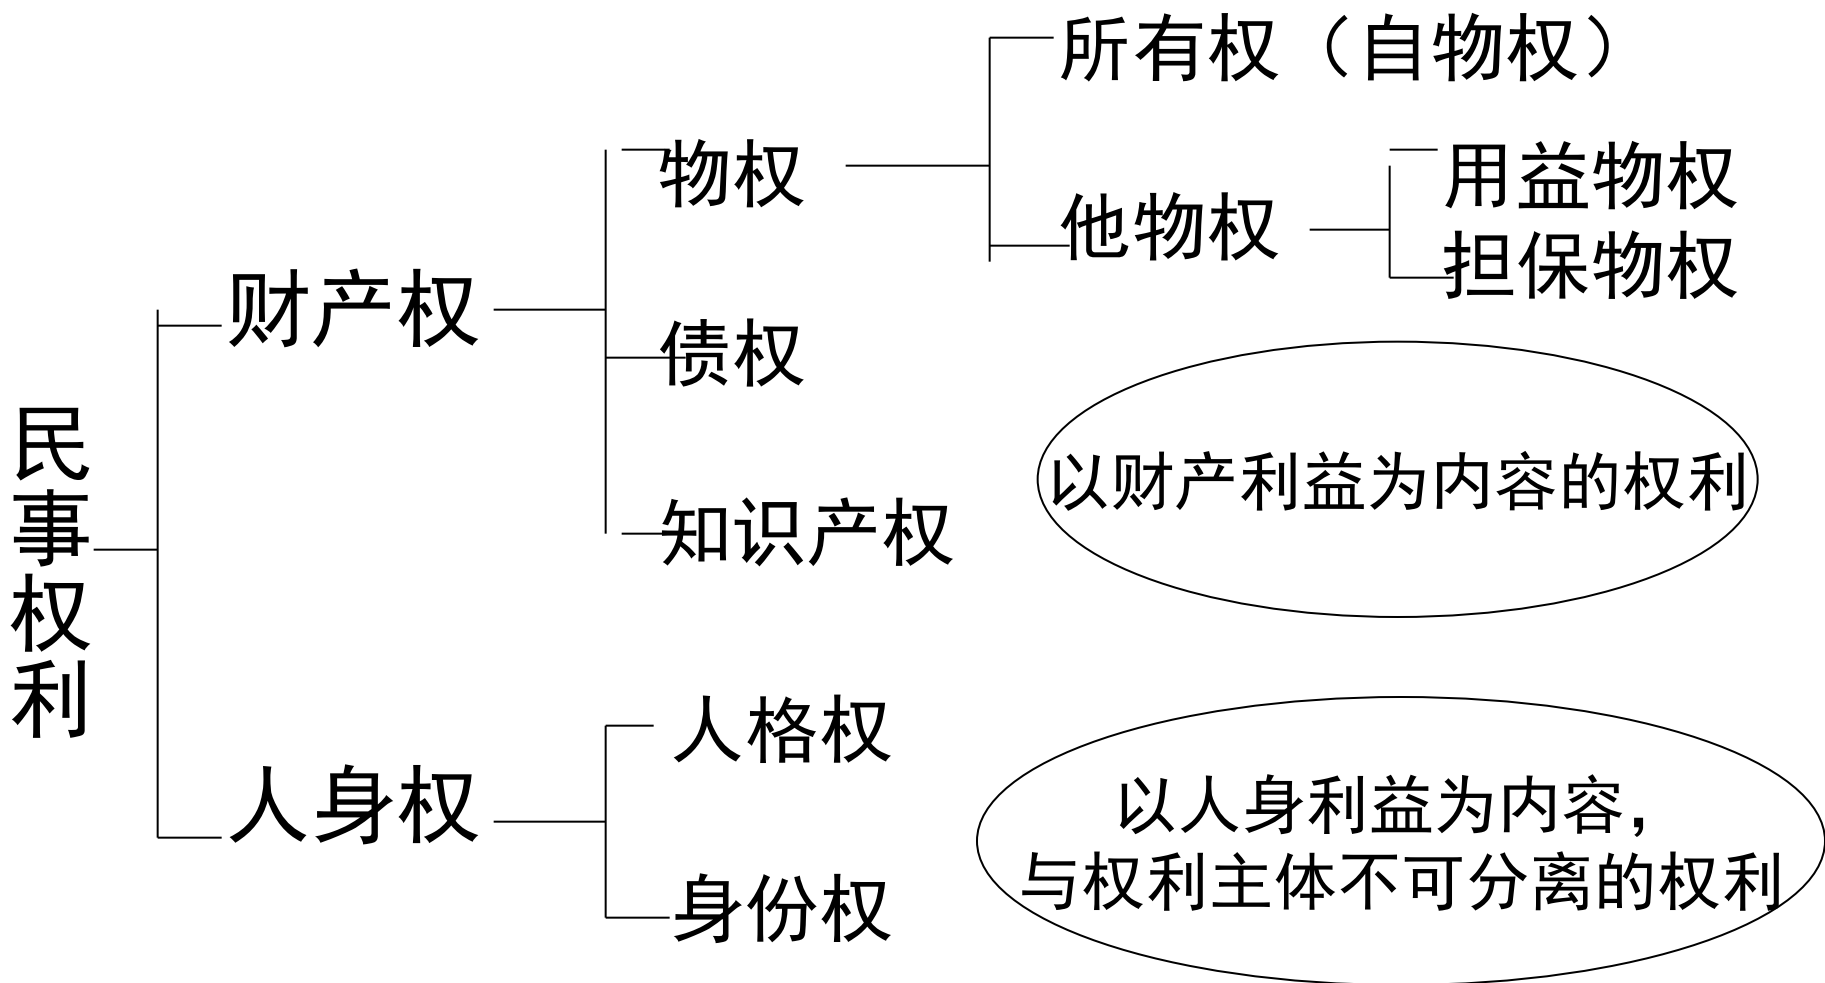 民事权利
财产权
物权
所有权（自物权）
他物权
用益物权
担保物权
债权
知识产权
以财产利益为内容的权利
人身权
人格权
身份权
以人身利益为内容，
与权利主体不可分离的权利